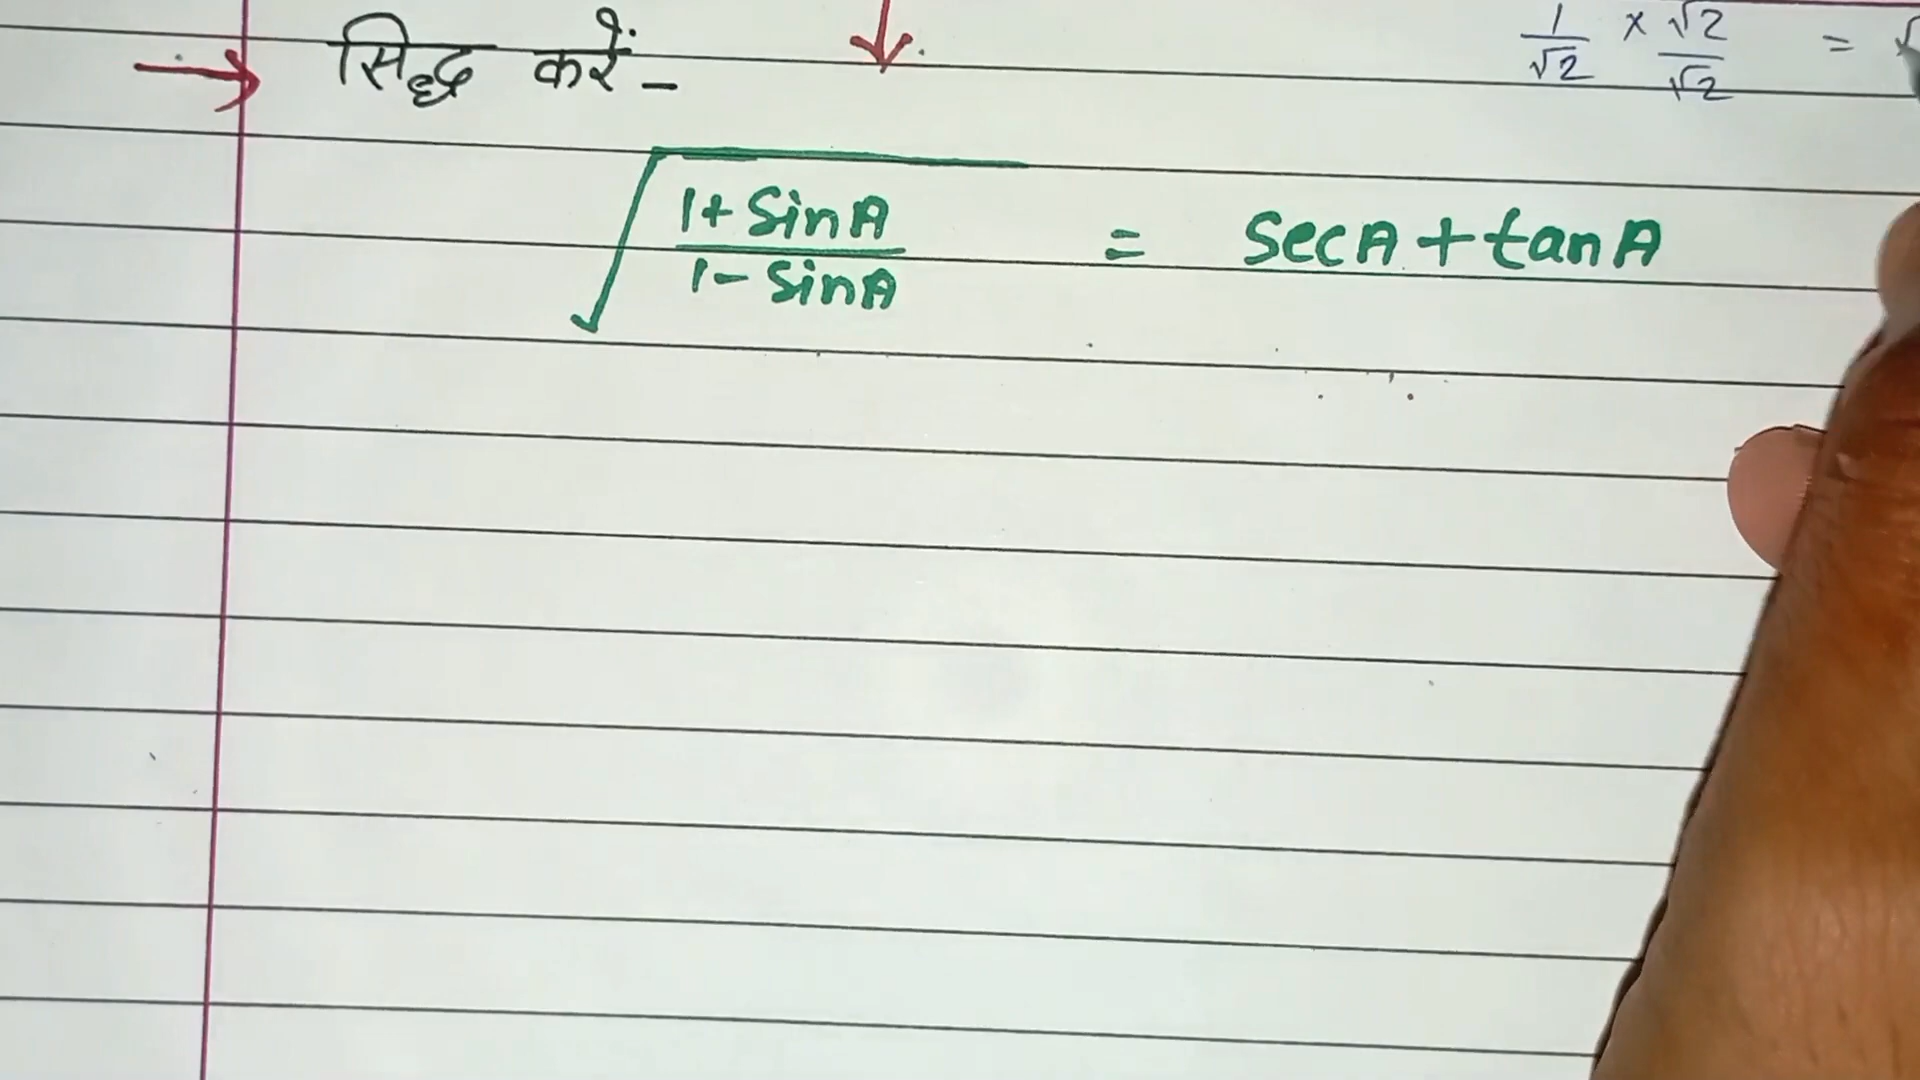 सिद्ध करें -
1/√2 × √2/√2 = √
√(1 + sinA / 1 - sinA) = secA + tanA